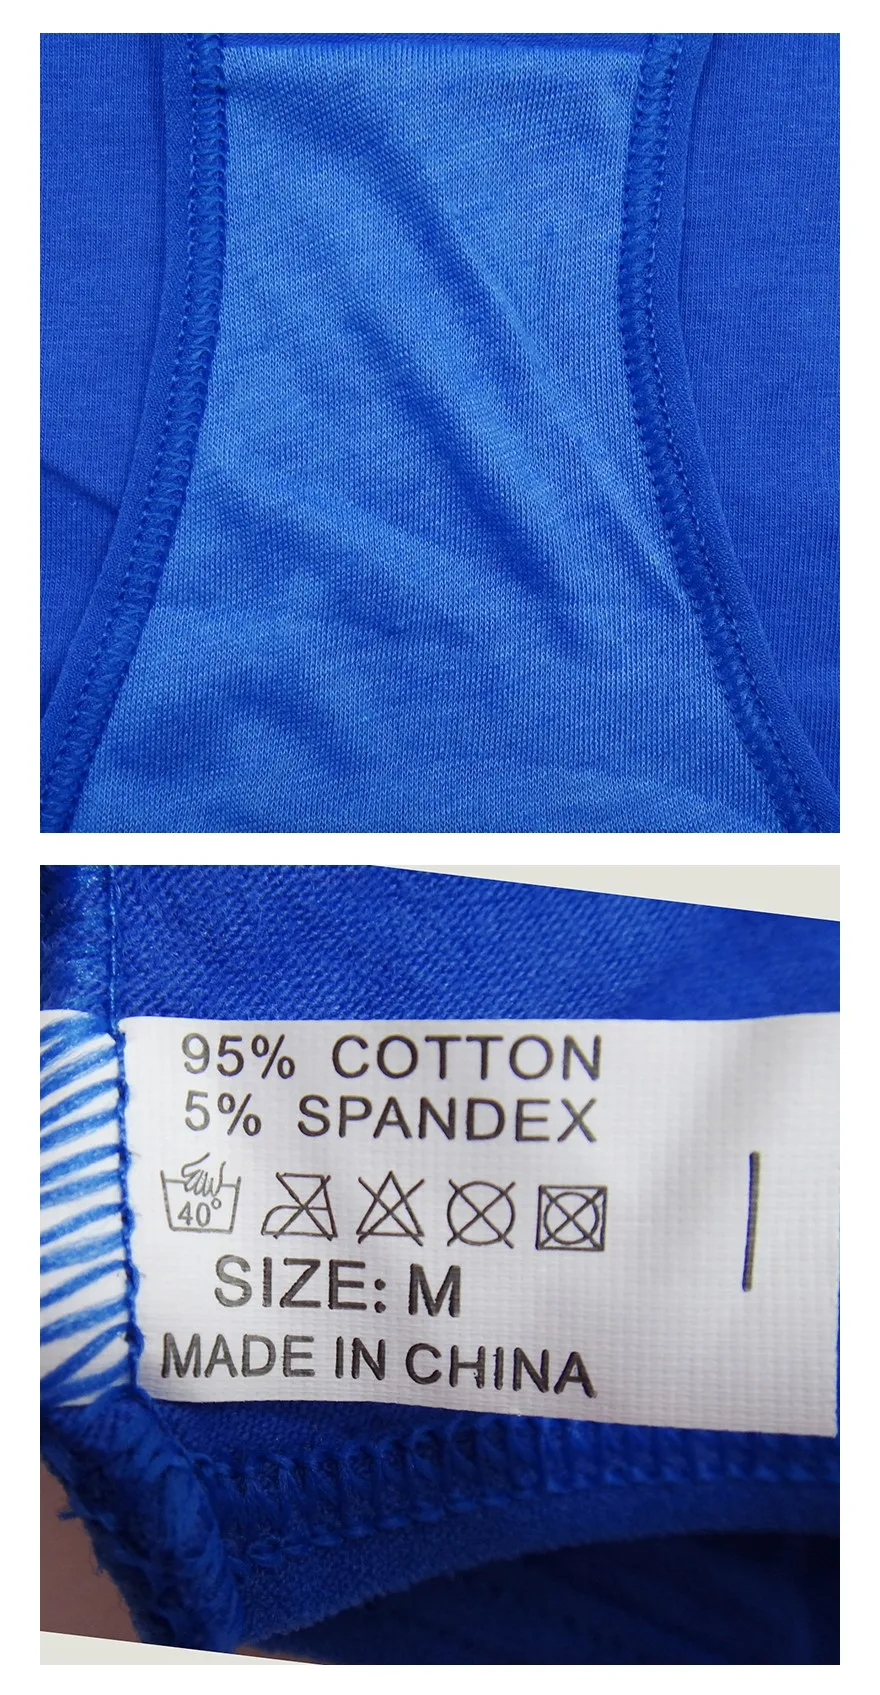 95% COTTON
5% SPANDEX
40°
SIZE: M
MADE IN CHINA